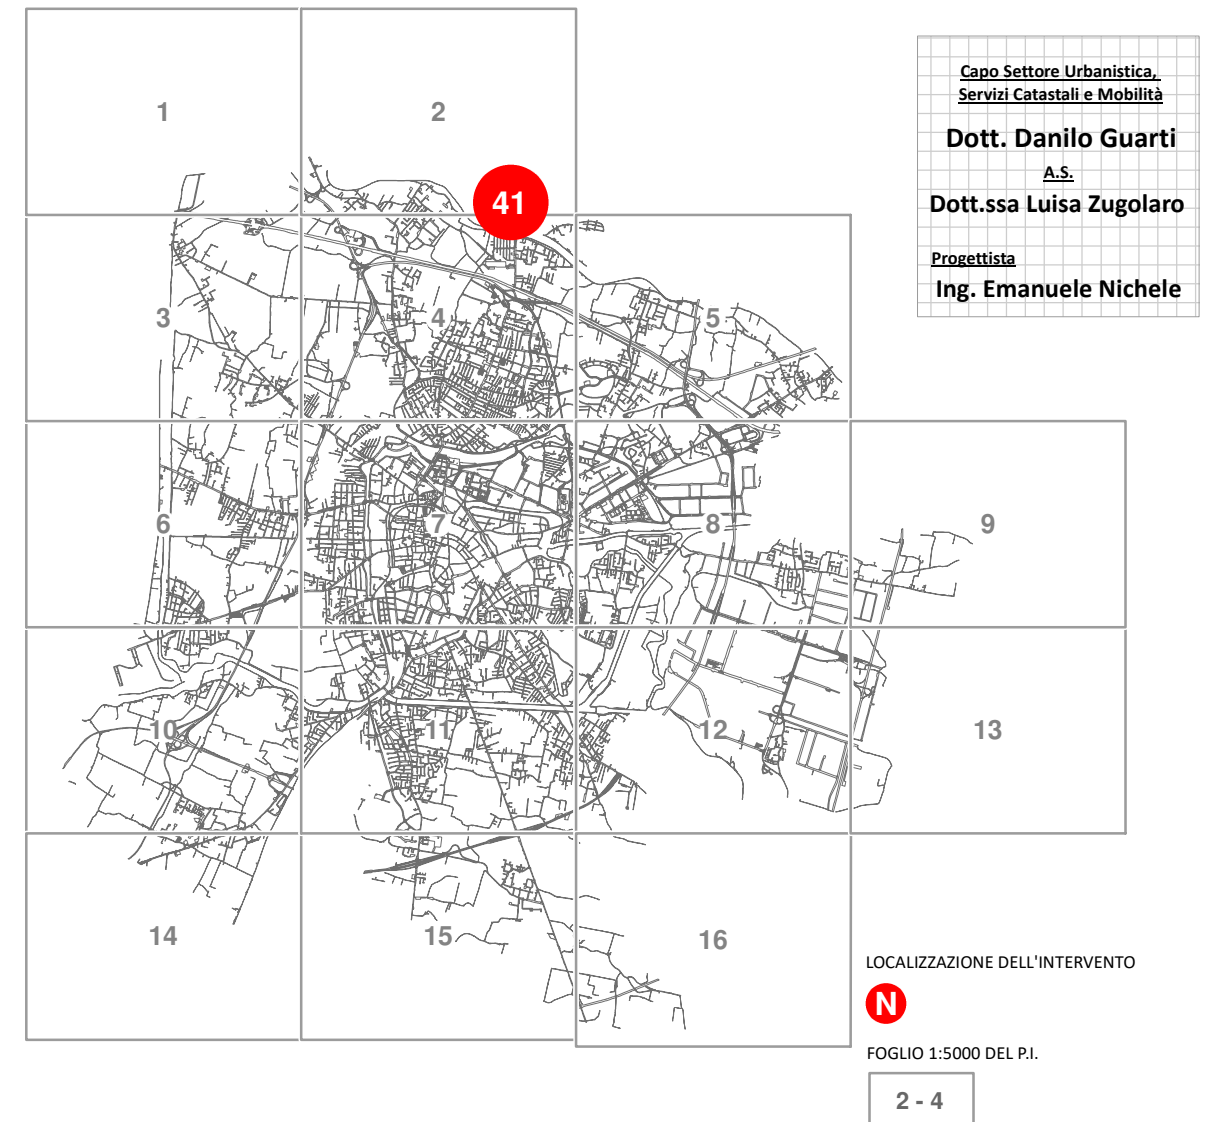 1
2
41
Capo Settore Urbanistica,
Servizi Catastali e Mobilità
Dott. Danilo Guarti
A.S.
Dott.ssa Luisa Zugolaro
Progettista
Ing. Emanuele Nichele
3
4
5
6
7
8
9
10
11
12
13
14
15
16
LOCALIZZAZIONE DELL'INTERVENTO
N
FOGLIO 1:5000 DEL P.I.
2 - 4